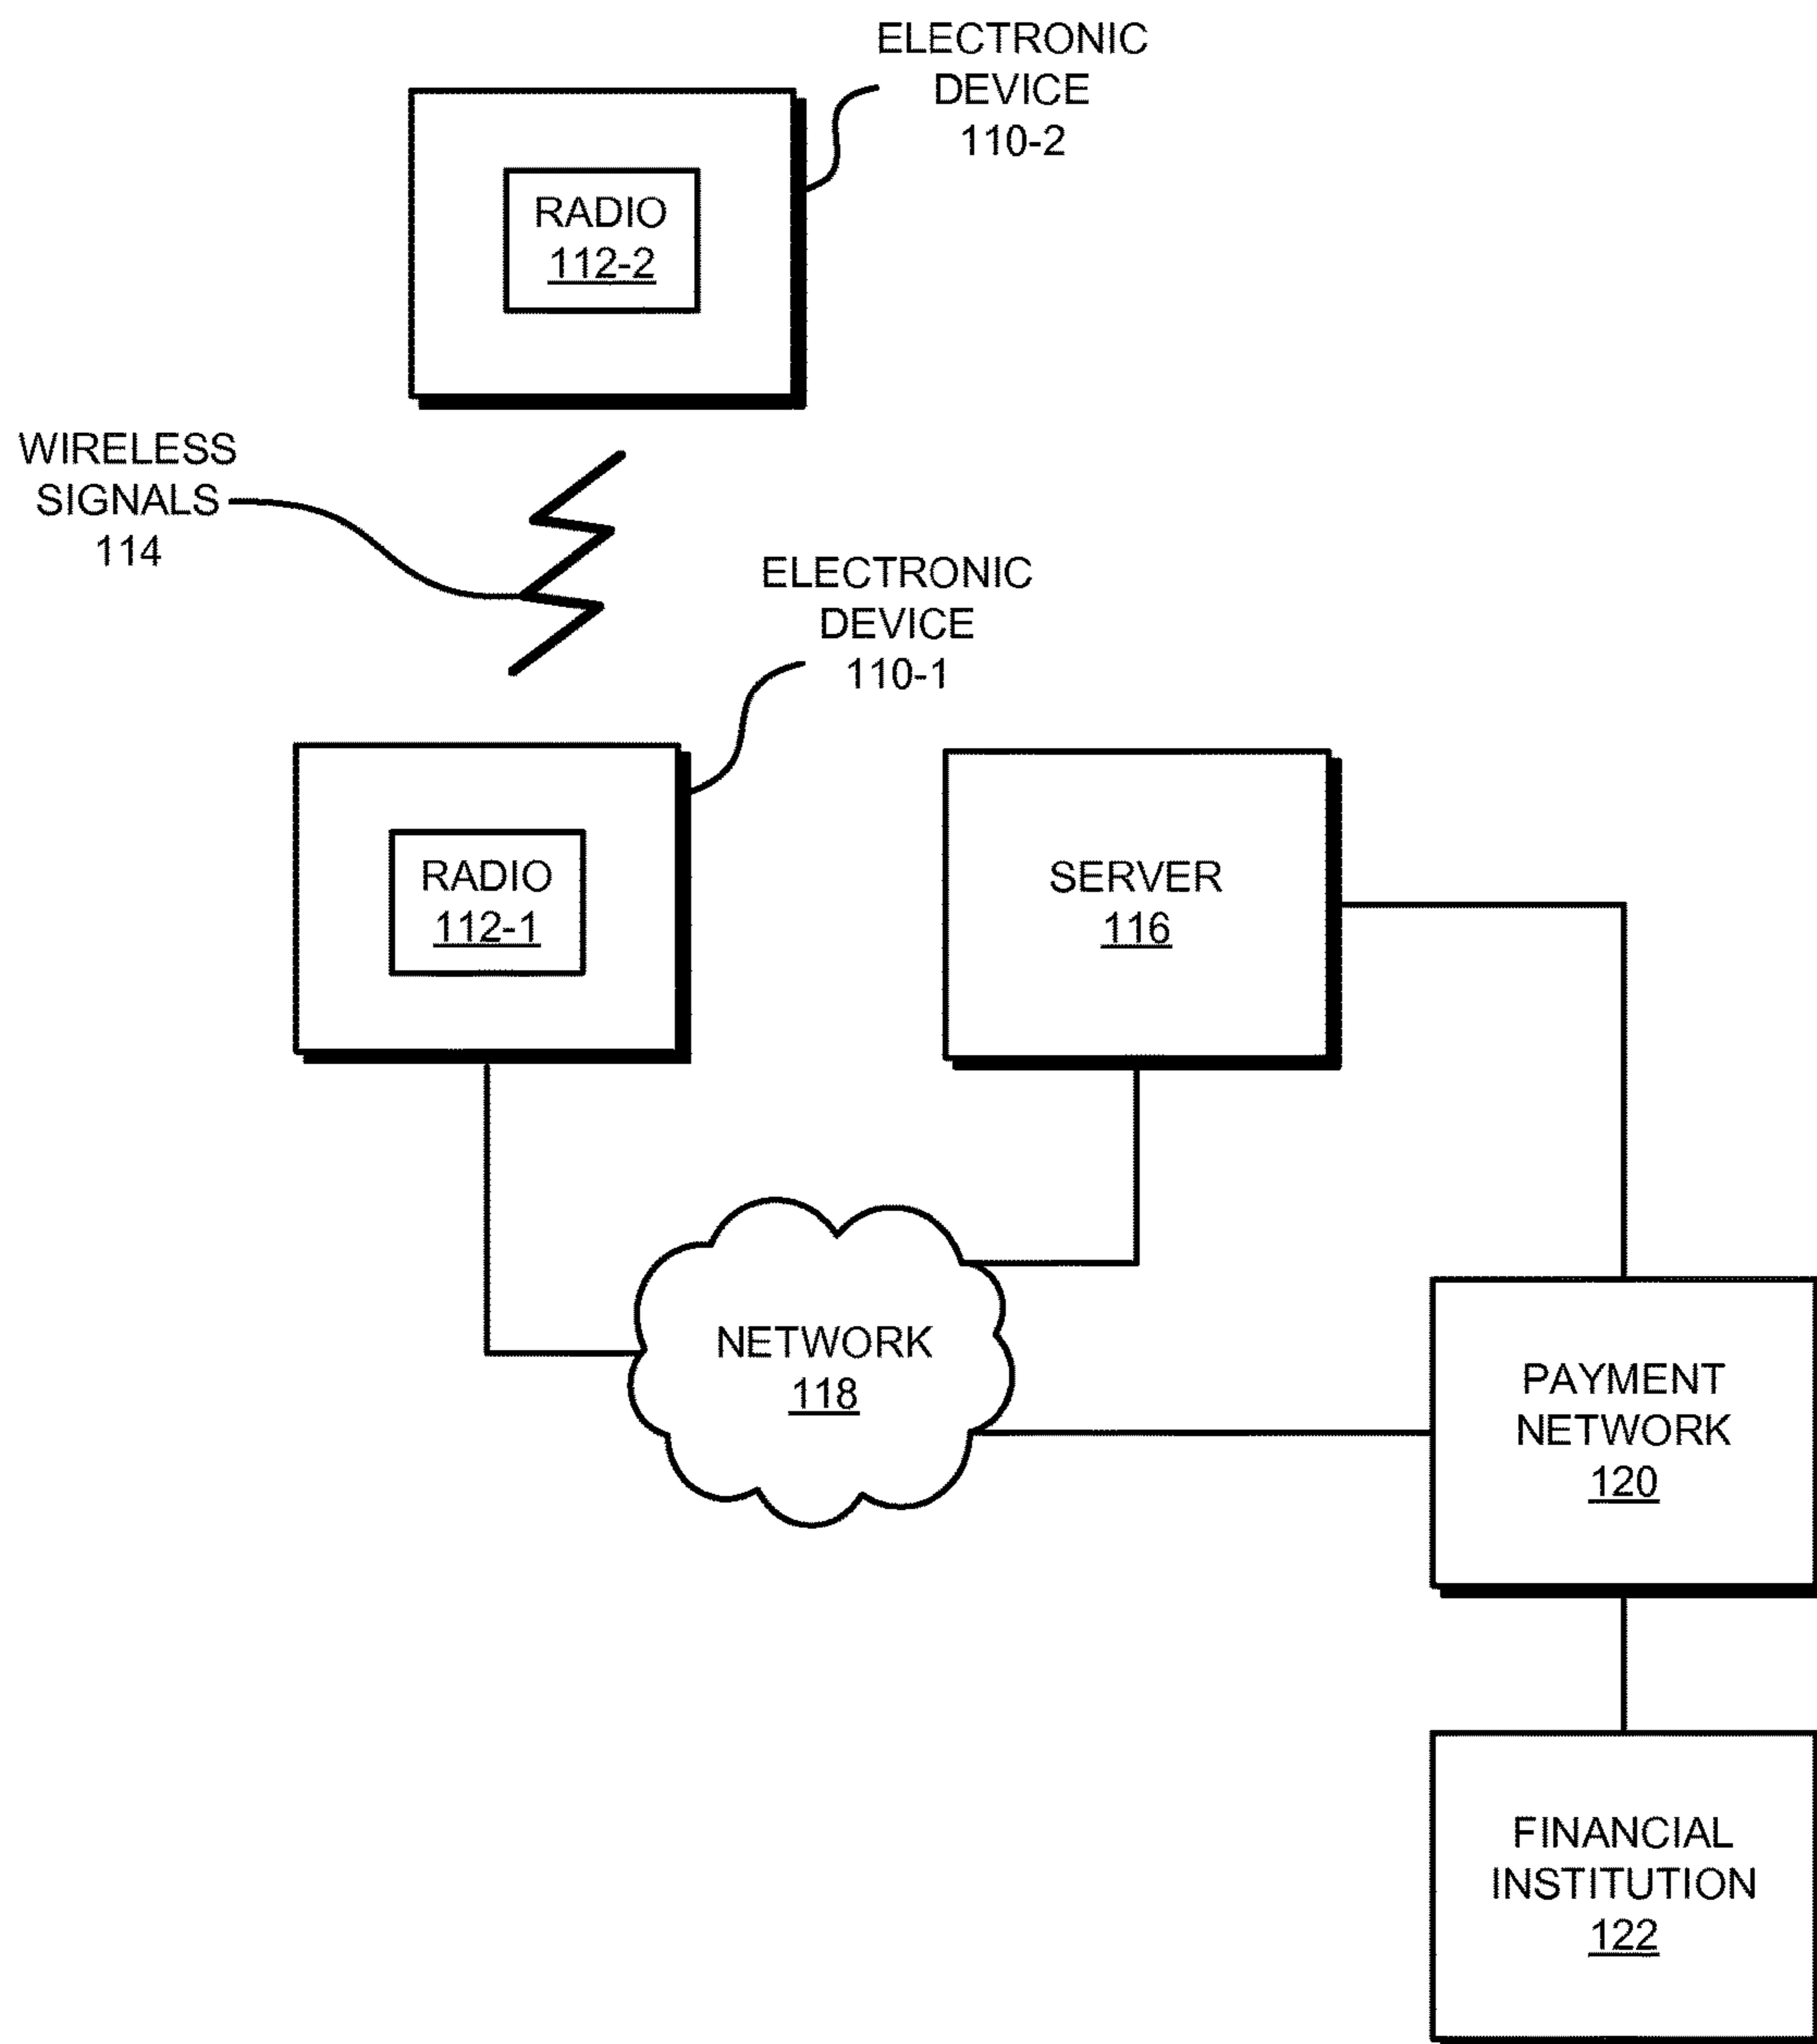 ELECTRONIC
DEVICE
110-2
RADIO
112-2
WIRELESS
SIGNALS
114
ELECTRONIC
DEVICE
110-1
RADIO
112-1
SERVER
116
NETWORK
118
PAYMENT
NETWORK
120
FINANCIAL
INSTITUTION
122